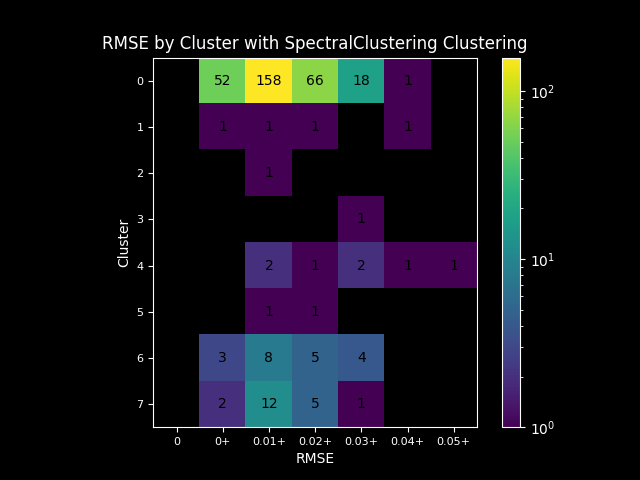 RMSE by Cluster with SpectralClustering Clustering
0 52 158 66 18 1
1 1 1 1 1
2 1
3 1
4 2 1 2 1 1
5 1 1
6 3 8 5 4
7 2 12 5 1
0 0+ 0.01+ 0.02+ 0.03+ 0.04+ 0.05+
RMSE
Cluster
10²
10¹
10⁰